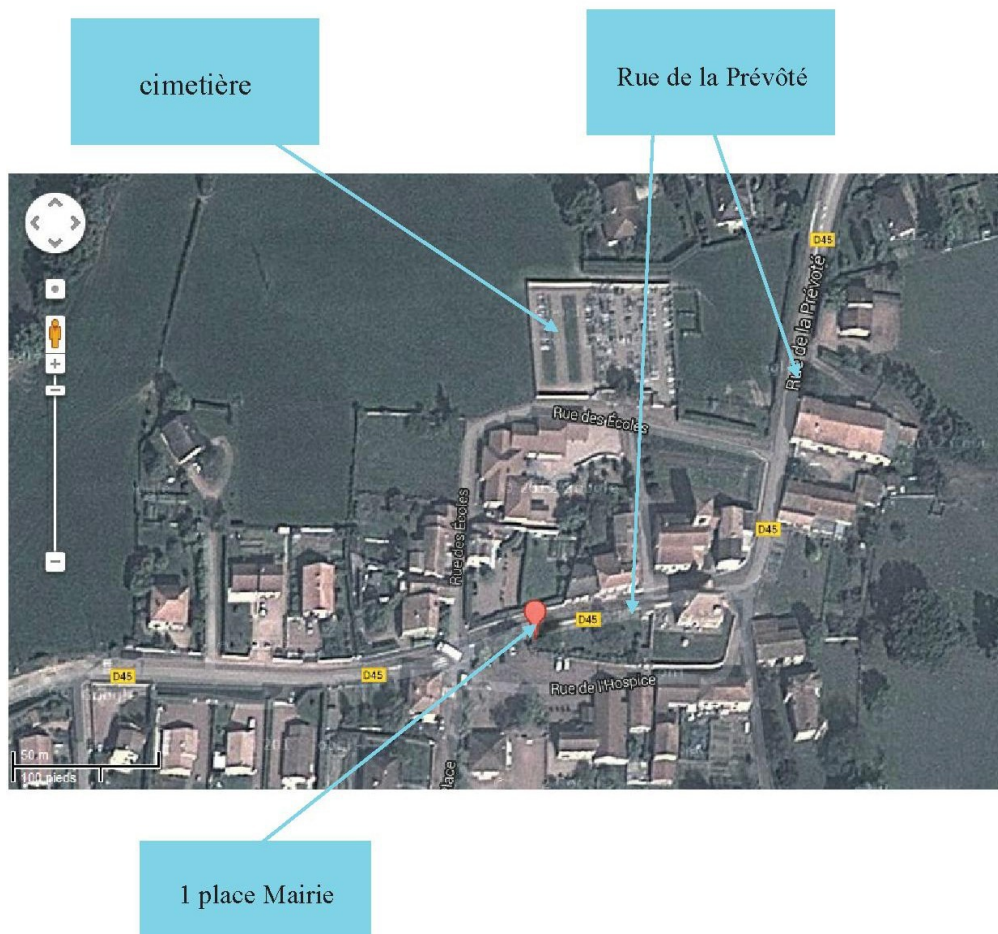 cimetière
Rue de la Prévôté
D45
Rue de la Prévôté
Rue des Écoles
D45
Rue des Écoles
D45
D45
D45
Rue de l'Hospice
50 m
100 pieds
lace
1 place Mairie